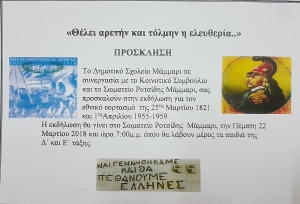 «Θέλει αρετήν και τόλμην η ελευθερία..»
ΠΡΟΣΚΛΗΣΗ
Το Δημοτικό Σχολείο Μάμμαρι σε
συνεργασία με το Κοινοτικό Συμβούλιο
και το Σωματείο Ροτσίδης Μάμμαρι, σας
προσκαλούν στην εκδήλωση για τον
εθνικό εορτασμό της 25ης Μαρτίου 1821
και 1ης Απριλίου 1955-1959 .
Η εκδήλωση θα γίνει στο Σωματείο Ροτσίδης Μάμμαρι, την Πέμπτη 22
Μαρτίου 2018 και ώρα 7:00μ.μ. όπου θα λάβουν μέρος τα παιδιά της
Δ΄ και Ε΄ τάξης.
ΝΑΙ ΓΕΝΝΗΘΗΚΑΜΕ
ΚΑΙ ΘΑ
ΠΕΘΑΝΟΥΜΕ
ΕΛΛΗΝΕΣ